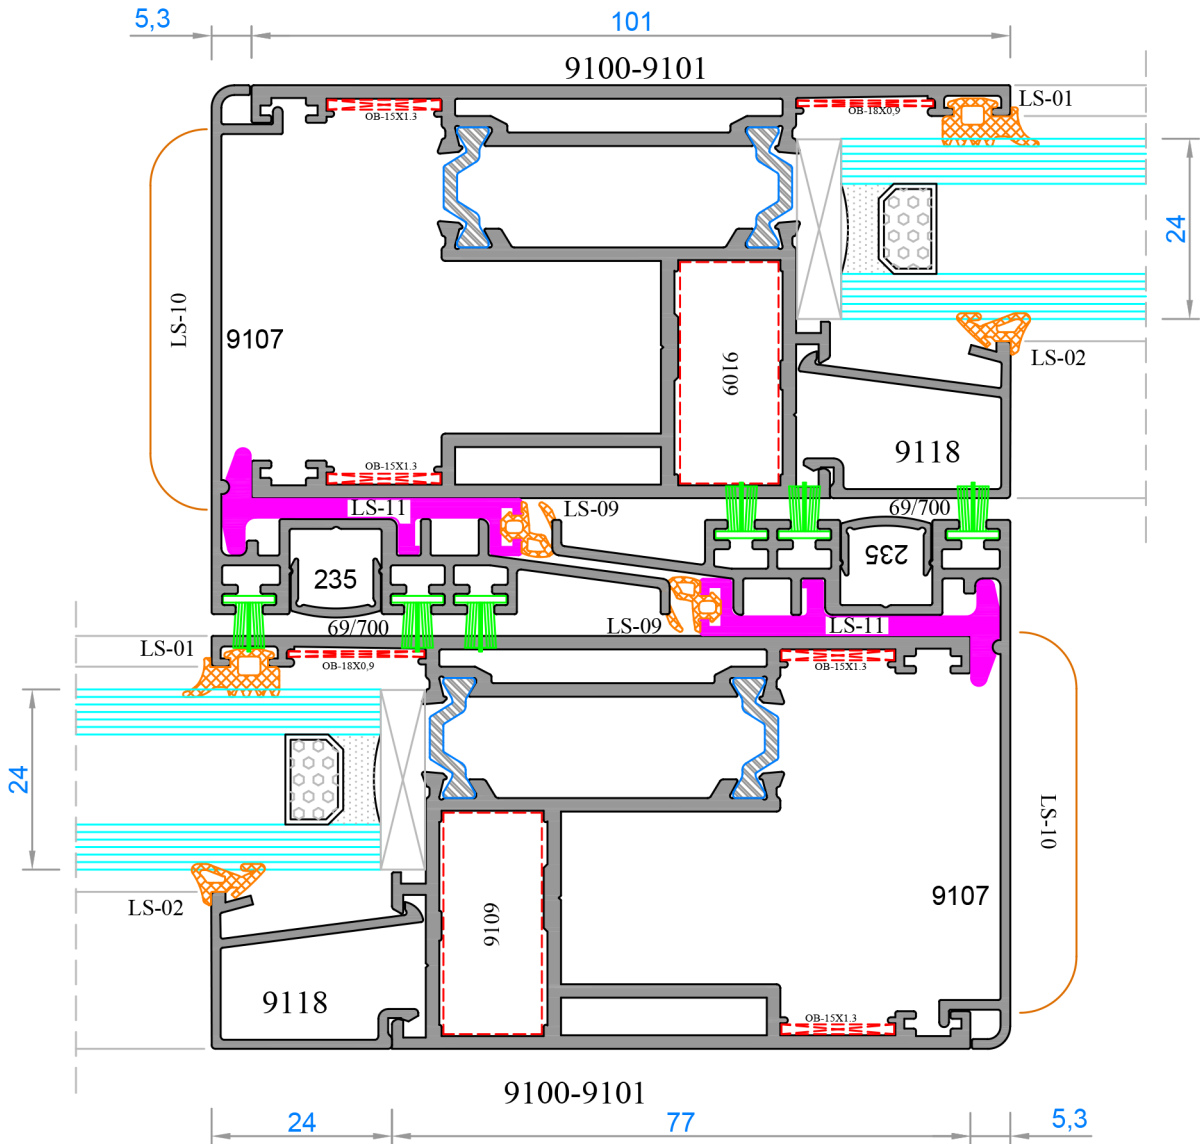 5,3
101
9100-9101
LS-01
OB-15X1.3
OB-18X0,9
24
LS-10
9107
9109
LS-02
9118
OB-15X1.3
LS-11
LS-09
69/700
235
235
69/700
LS-09
LS-11
LS-01
OB-18X0,9
OB-15X1.3
24
LS-10
LS-02
9107
9109
9118
OB-15X1.3
9100-9101
24
77
5,3